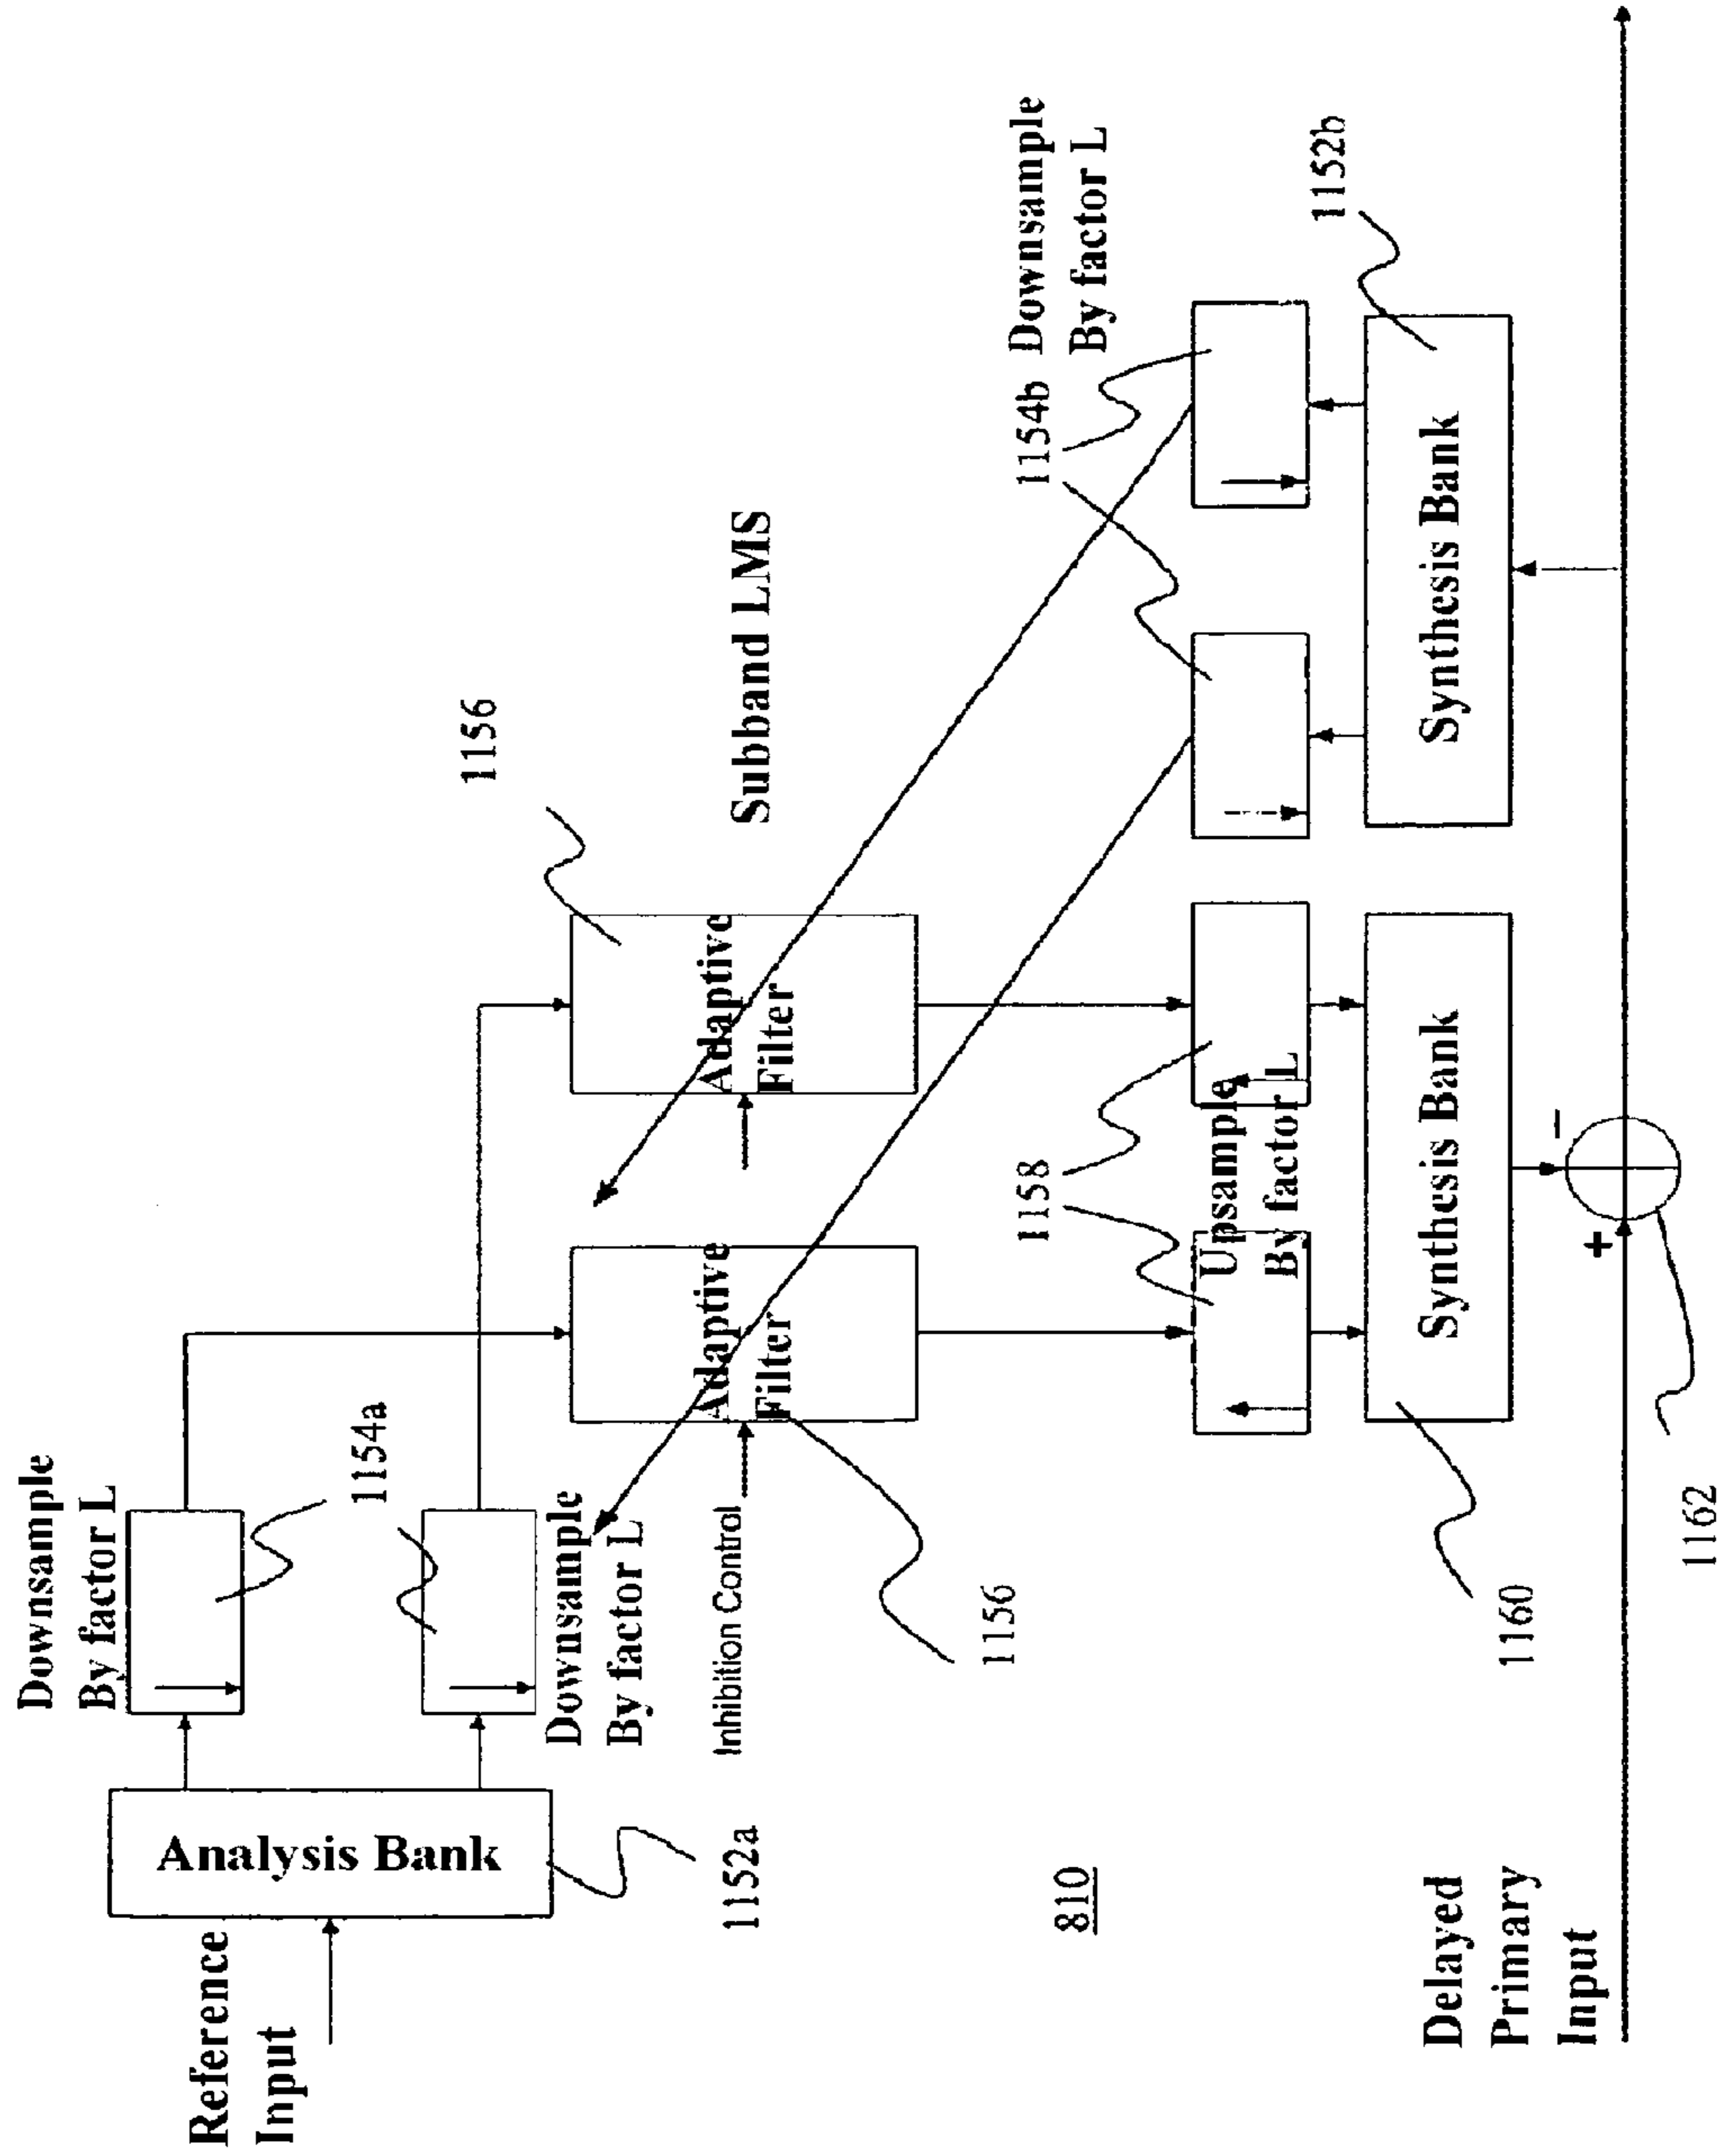 Reference
Input
Analysis Bank
1152a
Downsample
By factor L
1154a
Downsample
By factor L
Inhibition Control
Adaptive
Filter
1156
Adaptive
Filter
1156
Subband LMS
810
1158
Upsample
By factor L
1154b
Downsample
By factor L
Synthesis Bank
1160
Synthesis Bank
1152b
Delayed
Primary
Input
+
−
1162